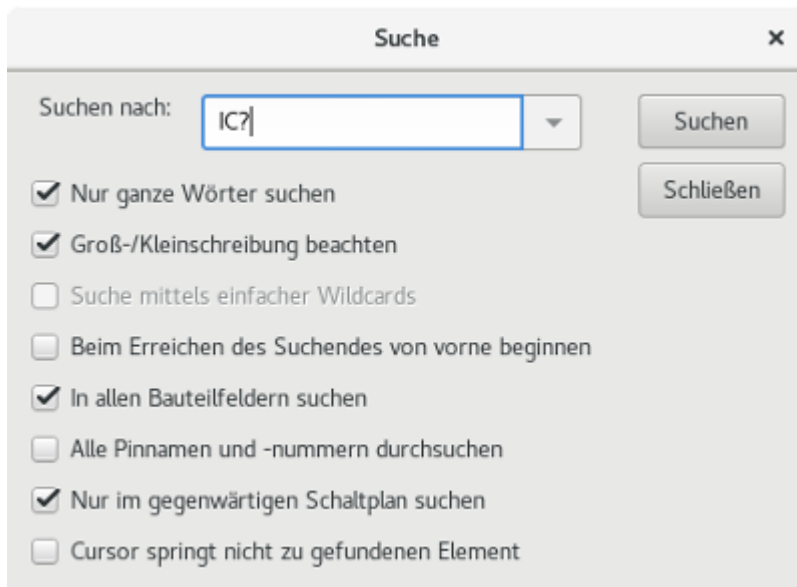 Suche
Suchen nach: IC? Suchen
Schließen
Nur ganze Wörter suchen
Groß-/Kleinschreibung beachten
Suche mittels einfacher Wildcards
Beim Erreichen des Suchendes von vorne beginnen
In allen Bauteilfeldern suchen
Alle Pinnamen und -nummern durchsuchen
Nur im gegenwärtigen Schaltplan suchen
Cursor springt nicht zu gefundenen Element